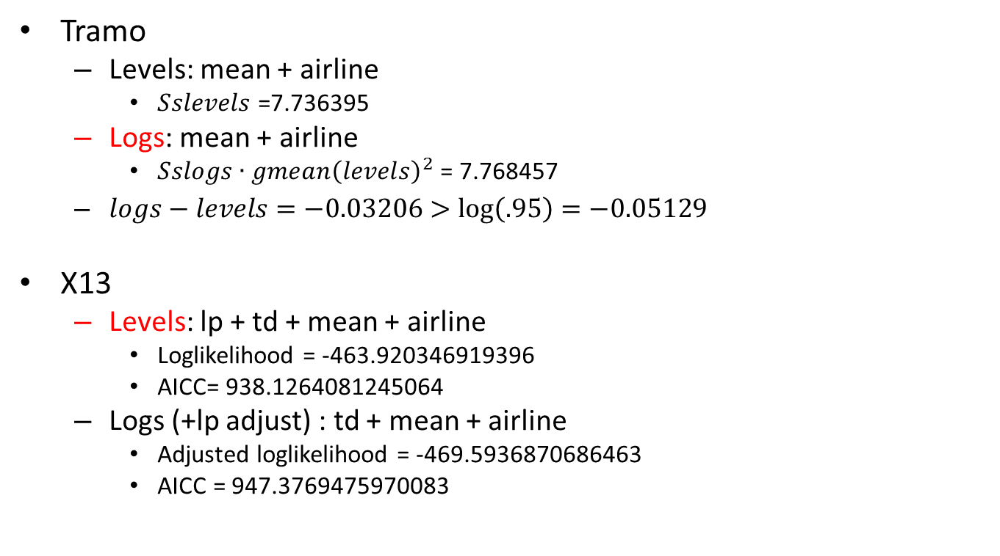 • Tramo
– Levels: mean + airline
• Sslevels =7.736395
– Logs: mean + airline
• Sslogs · gmean(levels)² = 7.768457
– logs − levels = −0.03206 > log(.95) = −0.05129
• X13
– Levels: lp + td + mean + airline
• Loglikelihood = -463.920346919396
• AICC= 938.1264081245064
– Logs (+lp adjust) : td + mean + airline
• Adjusted loglikelihood = -469.5936870686463
• AICC = 947.3769475970083